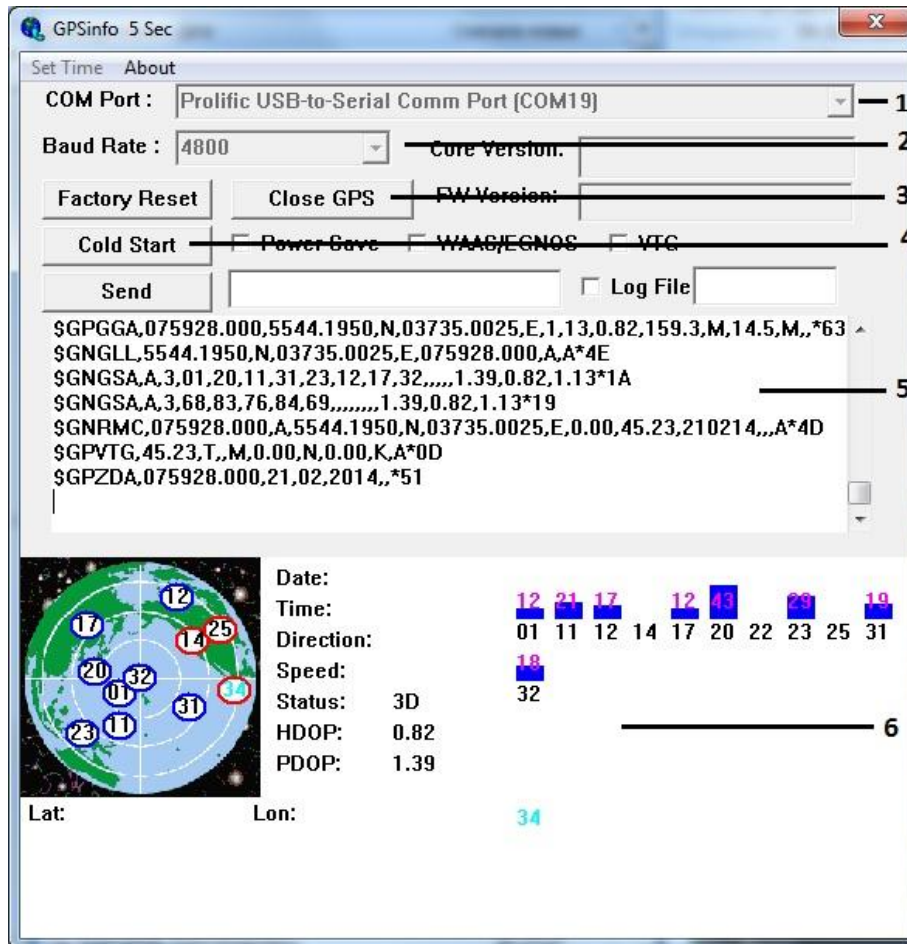 GPSinfo 5 Sec
Set Time About
COM Port : Prolific USB-to-Serial Comm Port (COM19) 1
Baud Rate : 4800 Core Version: 2
Factory Reset Close GPS FW Version: 3
Cold Start Power Save WAAS/EGNOS VTG 4
Send Log File
$GPGGA,075928.000,5544.1950,N,03735.0025,E,1,13,0.82,159.3,M,14.5,M,,*63
$GNGLL,5544.1950,N,03735.0025,E,075928.000,A,A*4E
$GNGSA,A,3,01,20,11,31,23,12,17,32,,,,,1.39,0.82,1.13*1A
$GNGSA,A,3,68,83,76,84,69,,,,,,,,1.39,0.82,1.13*19
$GNRMC,075928.000,A,5544.1950,N,03735.0025,E,0.00,45.23,210214,,,A*4D
$GPVTG,45.23,T,,M,0.00,N,0.00,K,A*0D
$GPZDA,075928.000,21,02,2014,,*51
5
12
17
25
14
20
32
01
34
31
11
23
Date:
Time:
Direction:
Speed:
Status: 3D
HDOP: 0.82
PDOP: 1.39
12 21 17 12 43 29 19
01 11 12 14 17 20 22 23 25 31
18
32
6
Lat: Lon:
34